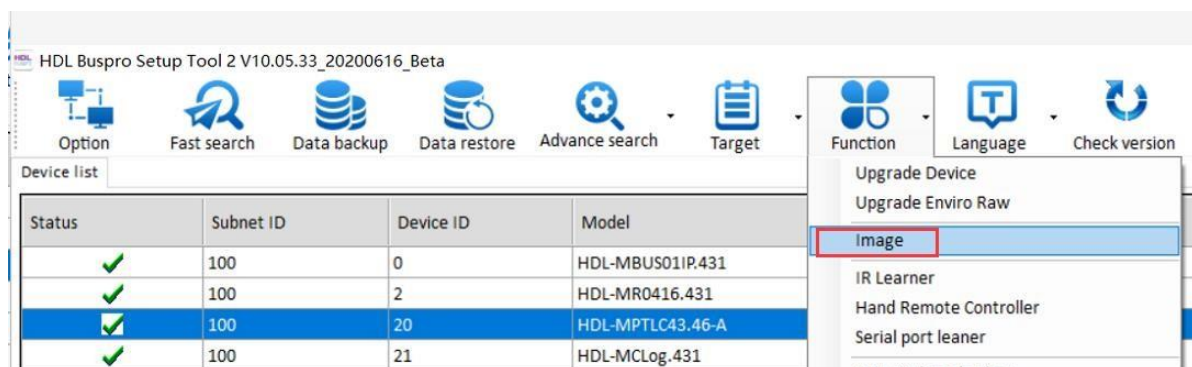 HDL Buspro Setup Tool 2 V10.05.33_20200616_Beta
Option Fast search Data backup Data restore Advance search Target Function Language Check version
Device list
Upgrade Device
Upgrade Enviro Raw
Image
IR Learner
Hand Remote Controller
Serial port leaner
Status Subnet ID Device ID Model
100 0 HDL-MBUS01IP.431
100 2 HDL-MR0416.431
100 20 HDL-MPTLC43.46-A
100 21 HDL-MCLog.431